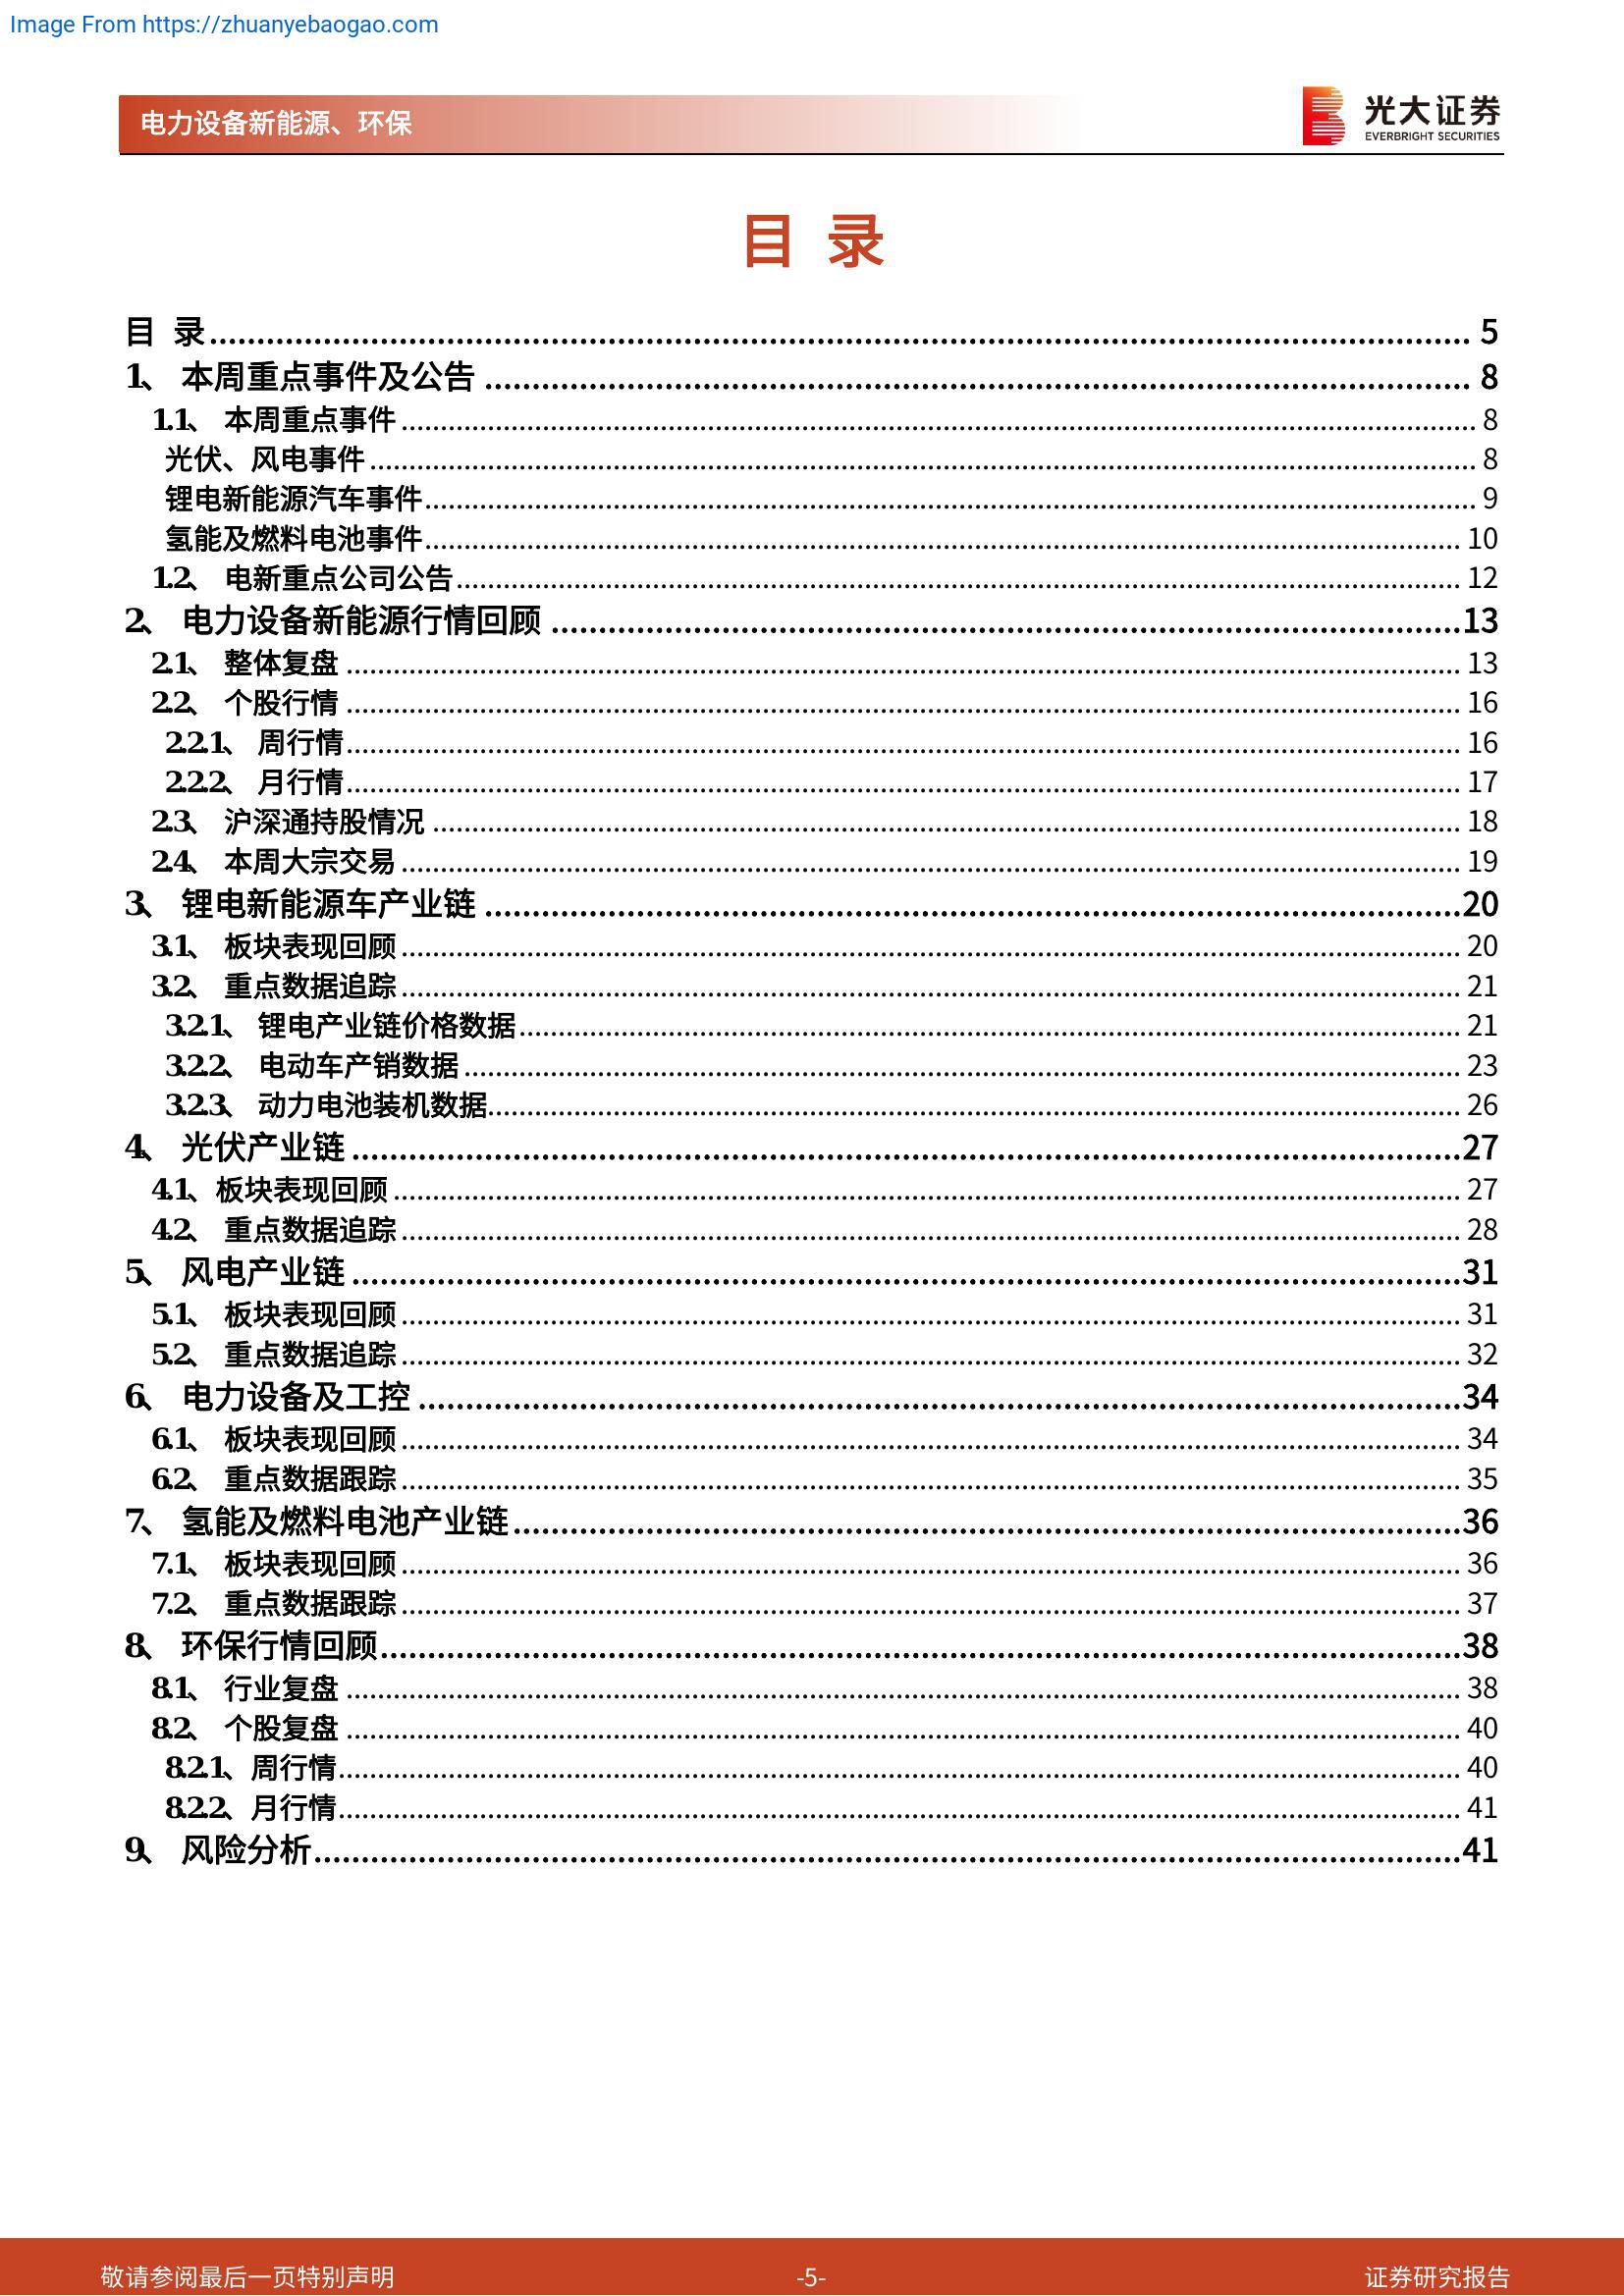 Image From https://zhuanyebaogao.com
电力设备新能源、环保
光大证券
EVERBRIGHT SECURITIES
目 录
目 录 5
1、 本周重点事件及公告 8
1.1、 本周重点事件 8
光伏、风电事件 8
锂电新能源汽车事件 9
氢能及燃料电池事件 10
1.2、 电新重点公司公告 12
2、 电力设备新能源行情回顾 13
2.1、 整体复盘 13
2.2、 个股行情 16
2.2.1、 周行情 16
2.2.2、 月行情 17
2.3、 沪深通持股情况 18
2.4、 本周大宗交易 19
3、 锂电新能源车产业链 20
3.1、 板块表现回顾 20
3.2、 重点数据追踪 21
3.2.1、 锂电产业链价格数据 21
3.2.2、 电动车产销数据 23
3.2.3、 动力电池装机数据 26
4、 光伏产业链 27
4.1、板块表现回顾 27
4.2、 重点数据追踪 28
5、 风电产业链 31
5.1、 板块表现回顾 31
5.2、 重点数据追踪 32
6、 电力设备及工控 34
6.1、 板块表现回顾 34
6.2、 重点数据跟踪 35
7、 氢能及燃料电池产业链 36
7.1、 板块表现回顾 36
7.2、 重点数据跟踪 37
8、 环保行情回顾 38
8.1、 行业复盘 38
8.2、 个股复盘 40
8.2.1、周行情 40
8.2.2、月行情 41
9、 风险分析 41
敬请参阅最后一页特别声明 -5- 证券研究报告